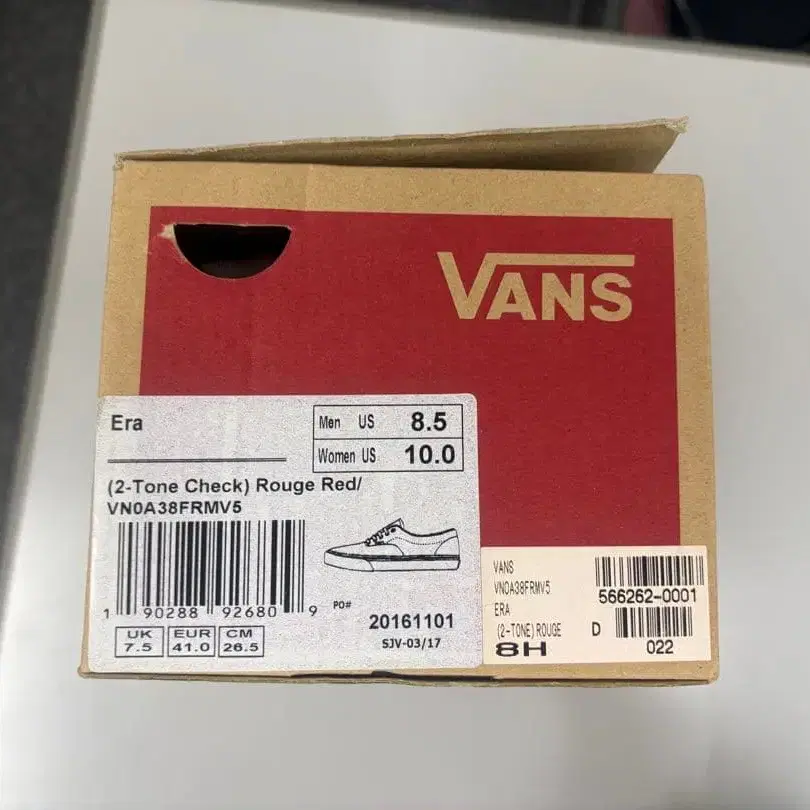 VANS
Era
Men US 8.5
Women US 10.0
(2-Tone Check) Rouge Red/
VN0A38FRMV5
1 90288 92680 9
PO#
20161101
SJV-03/17
UK 7.5
EUR 41.0
CM 26.5
VANS
VN0A38FRMV5
566262-0001
ERA
(2-TONE) ROUGE D
8H
022